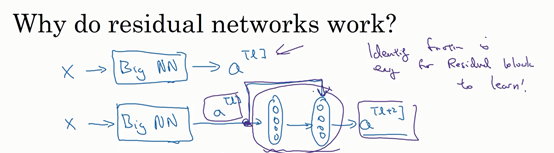 Why do residual networks work?
X → Big NN → a[l]
Identity function is
easy for Residual block
to learn!
X → Big NN → a[l] → → a[l+2]